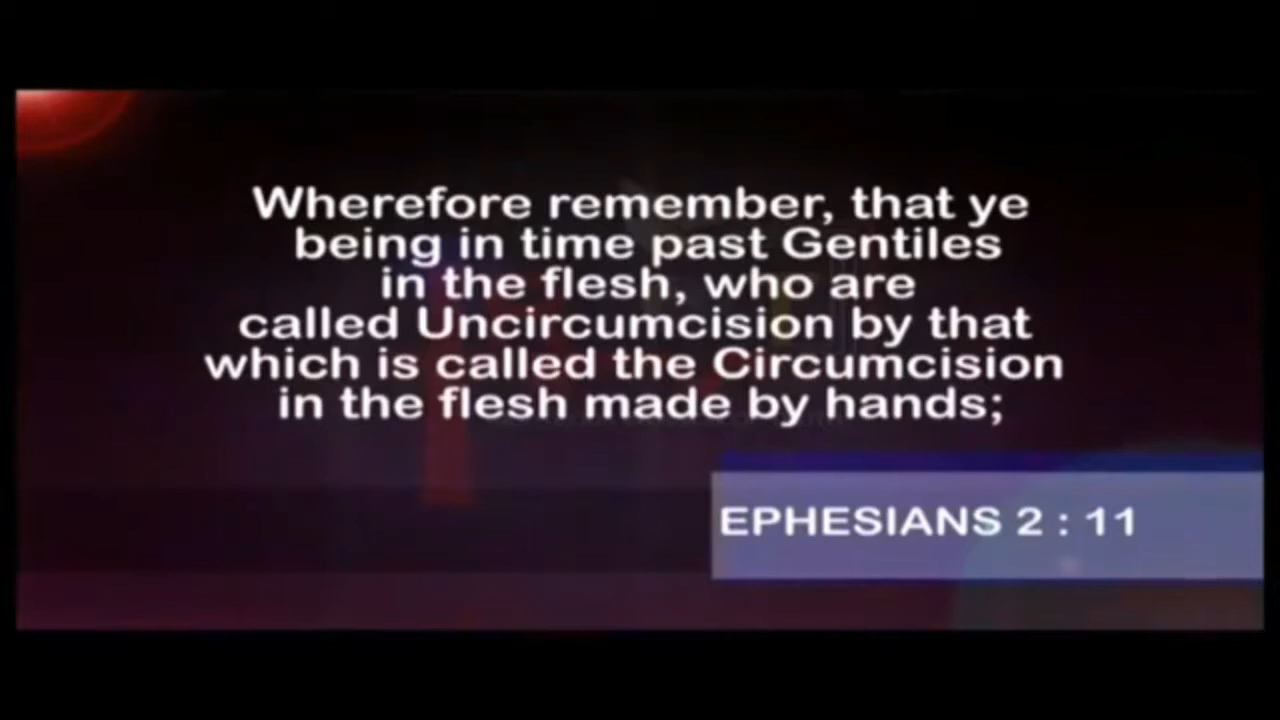 Wherefore remember, that ye
being in time past Gentiles
in the flesh, who are
called Uncircumcision by that
which is called the Circumcision
in the flesh made by hands;
EPHESIANS 2 : 11